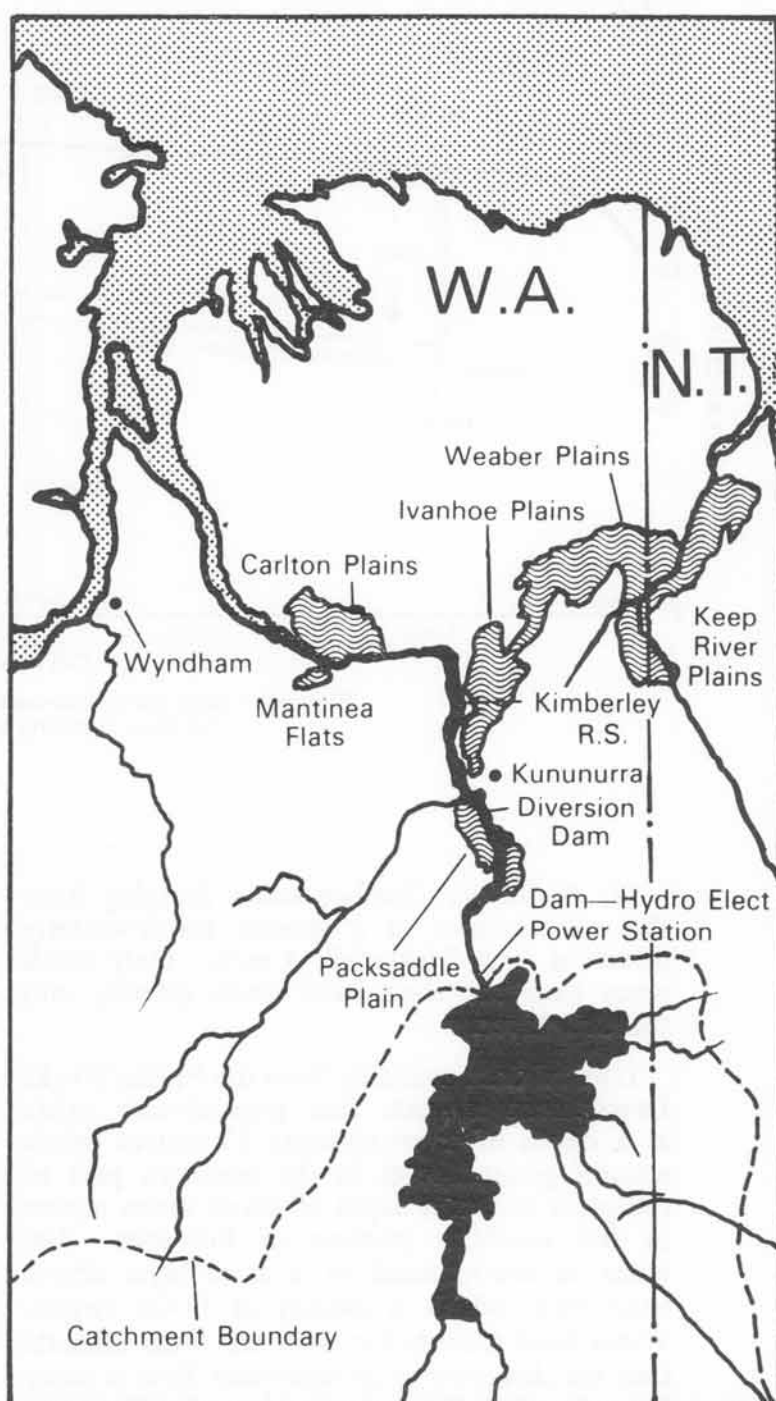 W.A.
N.T.
Weaber Plains
Ivanhoe Plains
Carlton Plains
Wyndham
Mantinea
Flats
Keep
River
Plains
Kimberley
R.S.
Kununurra
Diversion
Dam
Dam—Hydro Elect
Power Station
Packsaddle
Plain
Catchment Boundary